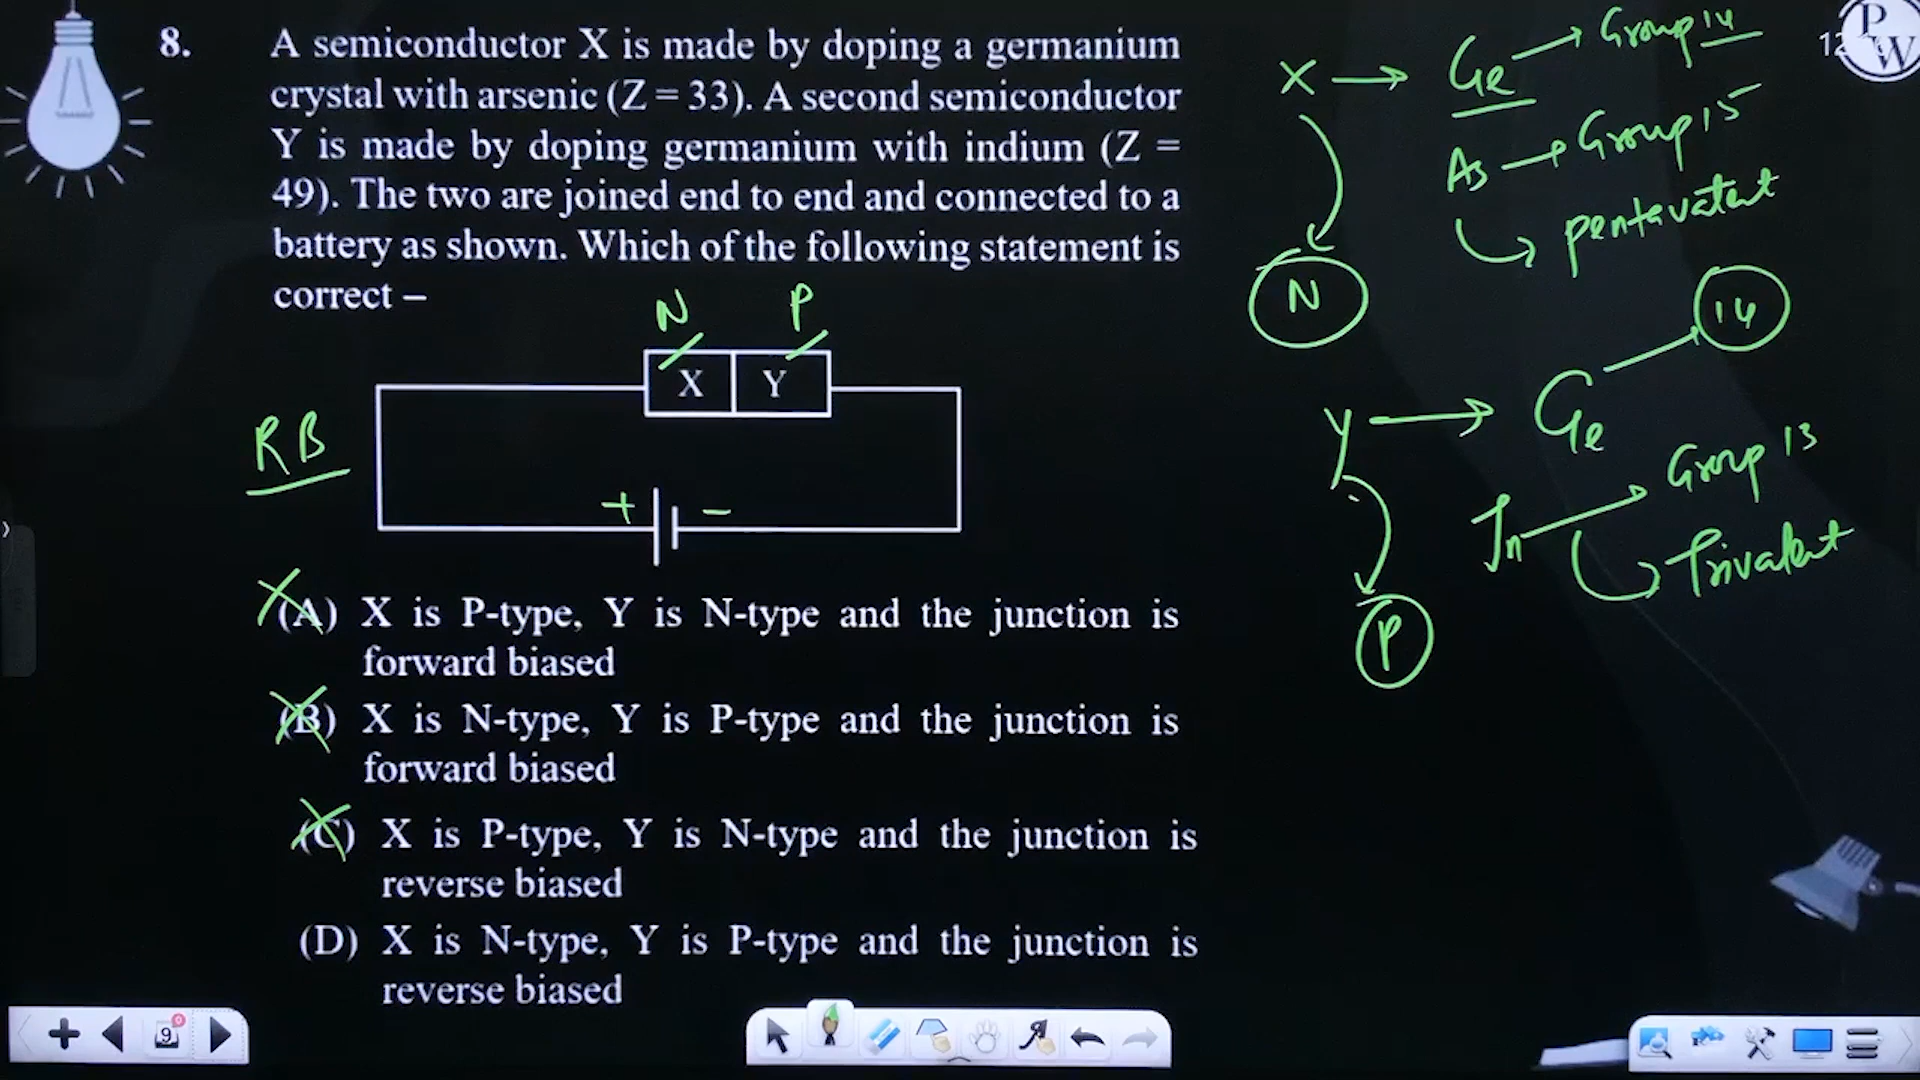 8. A semiconductor X is made by doping a germanium
crystal with arsenic (Z = 33). A second semiconductor
Y is made by doping germanium with indium (Z =
49). The two are joined end to end and connected to a
battery as shown. Which of the following statement is
correct –
N P
X Y
RB
+ -
(A) X is P-type, Y is N-type and the junction is
forward biased
(B) X is N-type, Y is P-type and the junction is
forward biased
(C) X is P-type, Y is N-type and the junction is
reverse biased
(D) X is N-type, Y is P-type and the junction is
reverse biased
X → Ge → Group 14
As → Group 15
pentavalent
N
14
Y → Ge
In → Group 13
Trivalent
P
PW
9